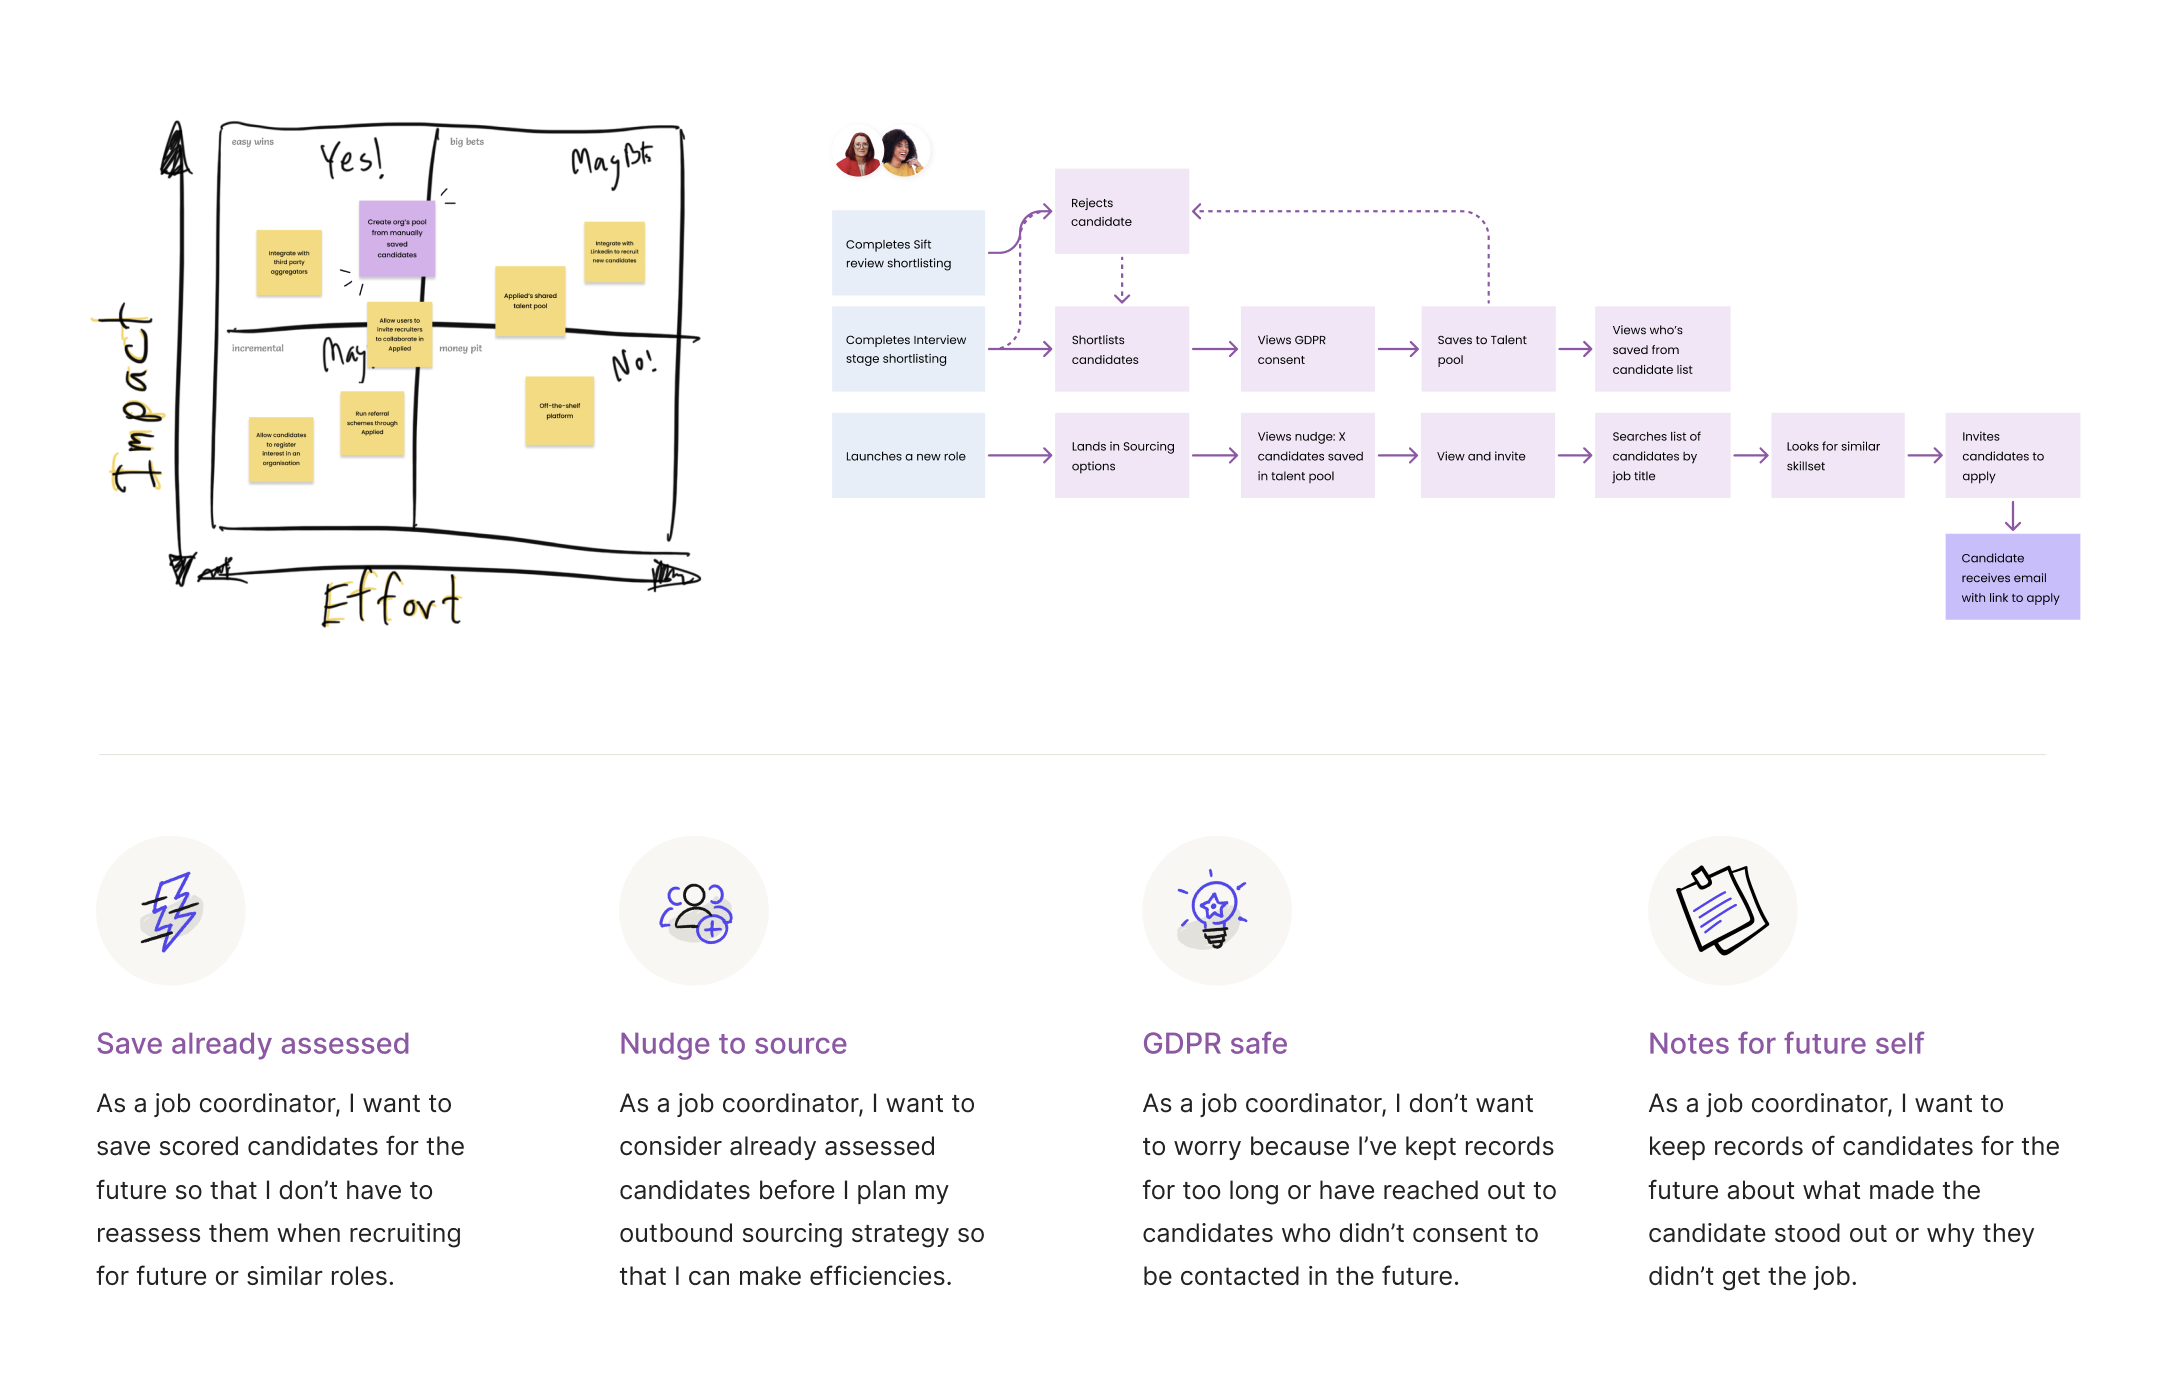 Impact
Effort
easy wins
Yes!
big bets
MayBts
Create org's pool
from manually
saved
candidates
Integrate with
third party
aggregators
Integrate with
LinkedIn to recruit
new candidates
Applied's shared
talent pool
Allow users to
invite recruiters
to collaborate in
Applied
incremental
May
money pit
No!
Off-the-shelf
platform
Run referral
schemes through
Applied
Allow candidates
to register
interest in an
organisation
Completes Sift
review shortlisting
Rejects
candidate
Completes Interview
stage shortlisting
Shortlists
candidates
Views GDPR
consent
Saves to Talent
pool
Views who's
saved from
candidate list
Launches a new role
Lands in Sourcing
options
Views nudge: X
candidates saved
in talent pool
View and invite
Searches list of
candidates by
job title
Looks for similar
skillset
Invites
candidates to
apply
Candidate
receives email
with link to apply
Save already assessed
As a job coordinator, I want to
save scored candidates for the
future so that I don't have to
reassess them when recruiting
for future or similar roles.
Nudge to source
As a job coordinator, I want to
consider already assessed
candidates before I plan my
outbound sourcing strategy so
that I can make efficiencies.
GDPR safe
As a job coordinator, I don't want
to worry because I've kept records
for too long or have reached out to
candidates who didn't consent to
be contacted in the future.
Notes for future self
As a job coordinator, I want to
keep records of candidates for the
future about what made the
candidate stood out or why they
didn't get the job.